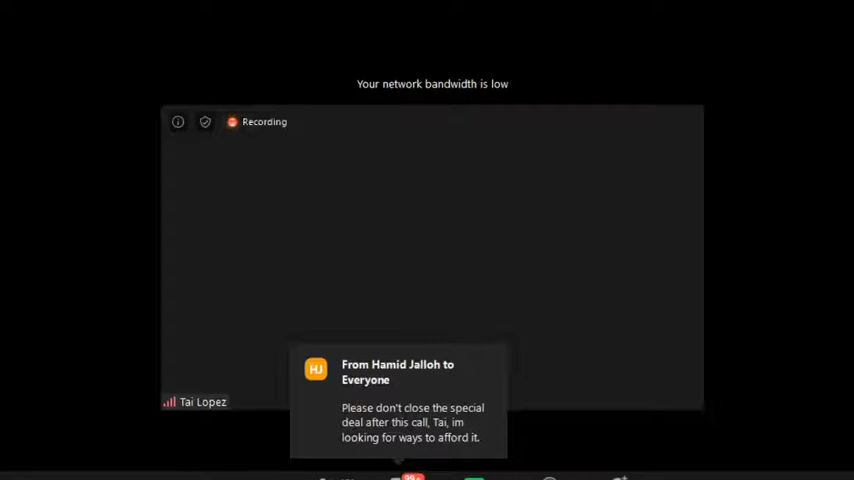 Your network bandwidth is low
Recording
From Hamid Jalloh to
Everyone
HJ
Please don't close the special
deal after this call, Tai, im
looking for ways to afford it.
Tai Lopez
99+